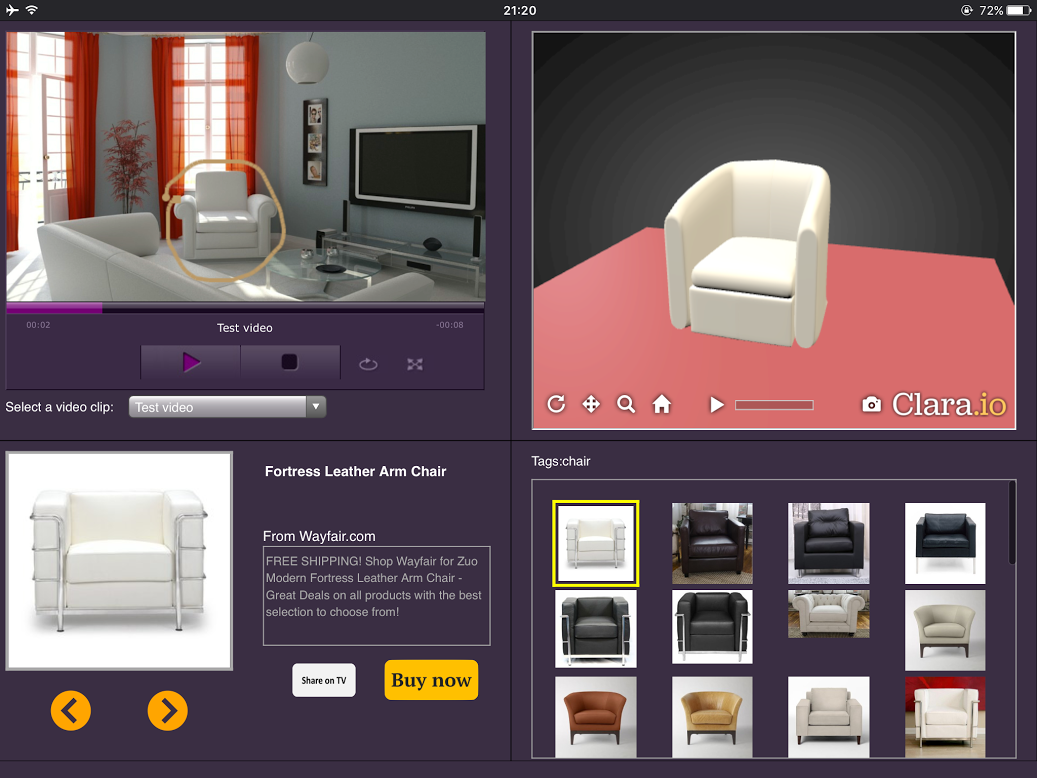 21:20
72%
00:02
Test video
-00:08
Select a video clip:
Test video
Clara.io
Fortress Leather Arm Chair
From Wayfair.com
FREE SHIPPING! Shop Wayfair for Zuo
Modern Fortress Leather Arm Chair -
Great Deals on all products with the best
selection to choose from!
Share on TV
Buy now
Tags:chair